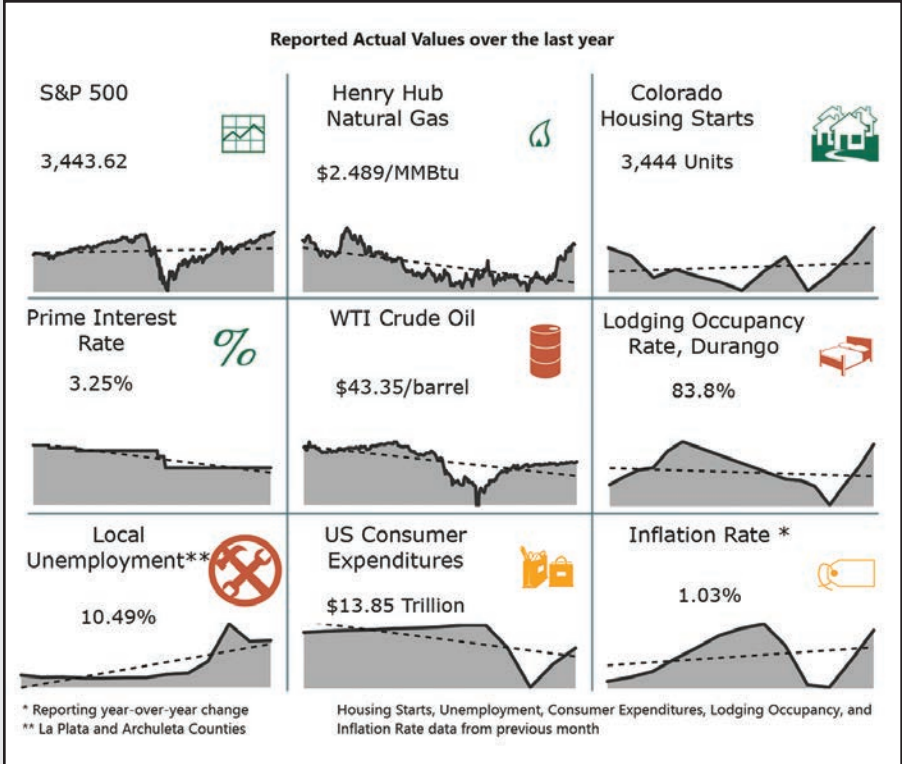 Reported Actual Values over the last year
S&P 500
3,443.62
Henry Hub
Natural Gas
$2.489/MMBtu
Colorado
Housing Starts
3,444 Units
Prime Interest
Rate
3.25%
%
WTI Crude Oil
$43.35/barrel
Lodging Occupancy
Rate, Durango
83.8%
Local
Unemployment**
10.49%
US Consumer
Expenditures
$13.85 Trillion
Inflation Rate *
1.03%
* Reporting year-over-year change
** La Plata and Archuleta Counties
Housing Starts, Unemployment, Consumer Expenditures, Lodging Occupancy, and
Inflation Rate data from previous month